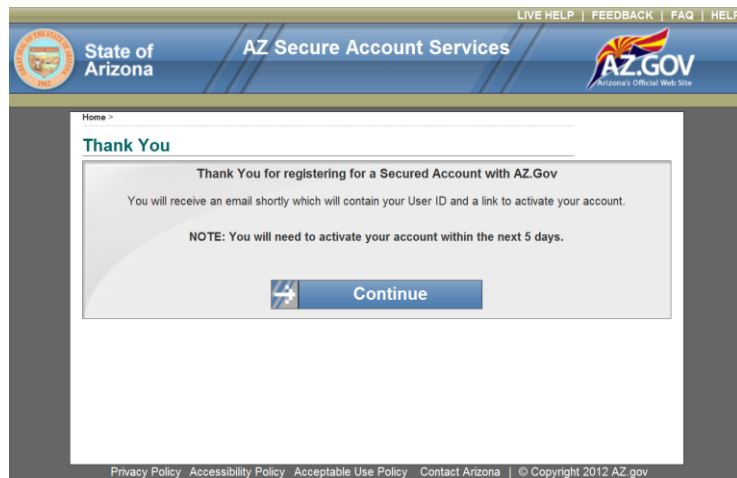 LIVE HELP | FEEDBACK | FAQ | HELP
State of
Arizona
AZ Secure Account Services
AZ.GOV
Arizona's Official Web Site
Home >
Thank You
Thank You for registering for a Secured Account with AZ.Gov
You will receive an email shortly which will contain your User ID and a link to activate your account.
NOTE: You will need to activate your account within the next 5 days.
Continue
Privacy Policy Accessibility Policy Acceptable Use Policy Contact Arizona | © Copyright 2012 AZ.gov